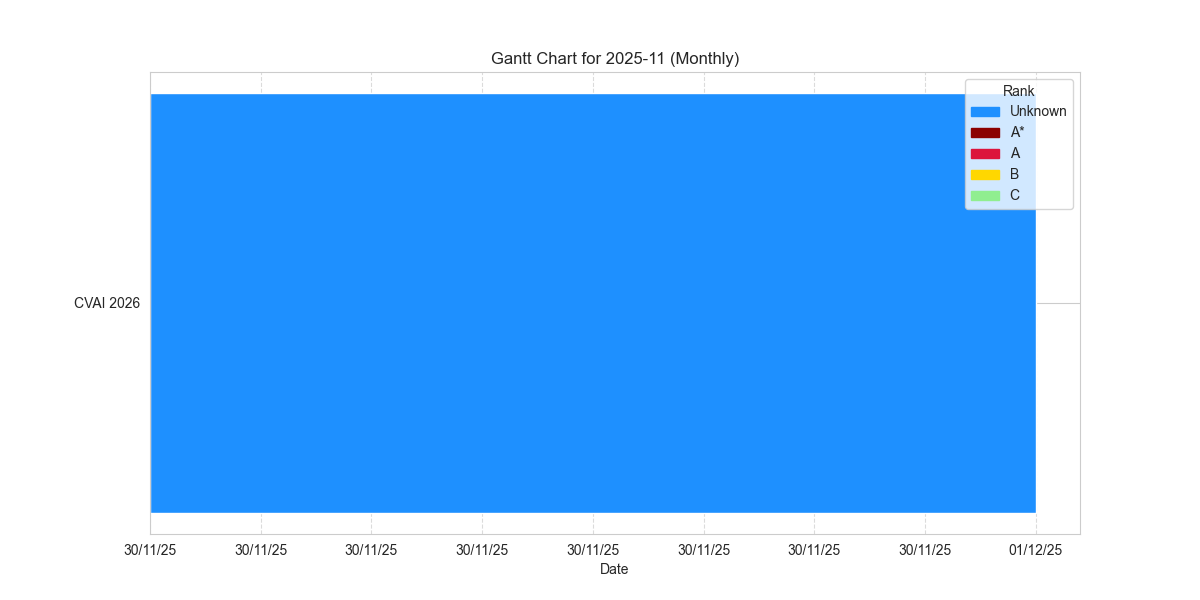 Gantt Chart for 2025-11 (Monthly)
Rank
Unknown
A*
A
B
C
CVAI 2026
30/11/25 30/11/25 30/11/25 30/11/25 30/11/25 30/11/25 30/11/25 30/11/25 01/12/25
Date